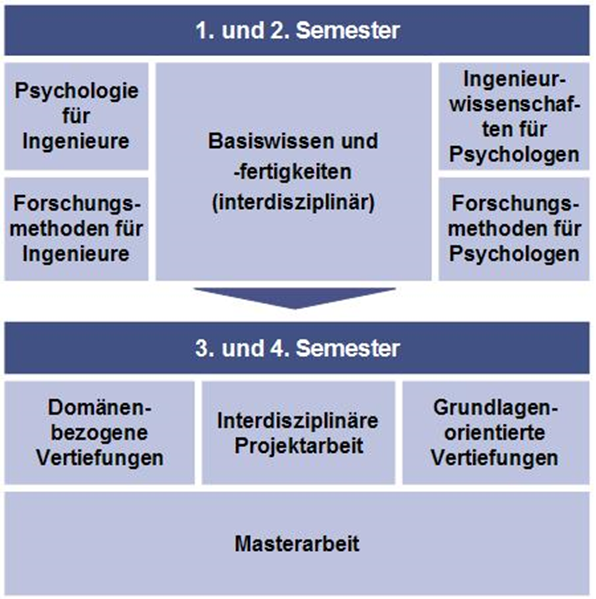 1. und 2. Semester
Psychologie
für
Ingenieure
Forschungs-
methoden für
Ingenieure
Basiswissen und
-fertigkeiten
(interdisziplinär)
Ingenieur-
wissenschaf-
ten für
Psychologen
Forschungs-
methoden für
Psychologen
3. und 4. Semester
Domänen-
bezogene
Vertiefungen
Interdisziplinäre
Projektarbeit
Grundlagen-
orientierte
Vertiefungen
Masterarbeit